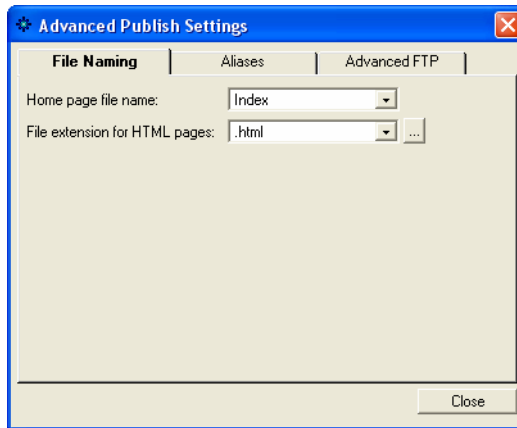 Advanced Publish Settings
File Naming Aliases Advanced FTP
Home page file name: Index
File extension for HTML pages: .html ...
Close